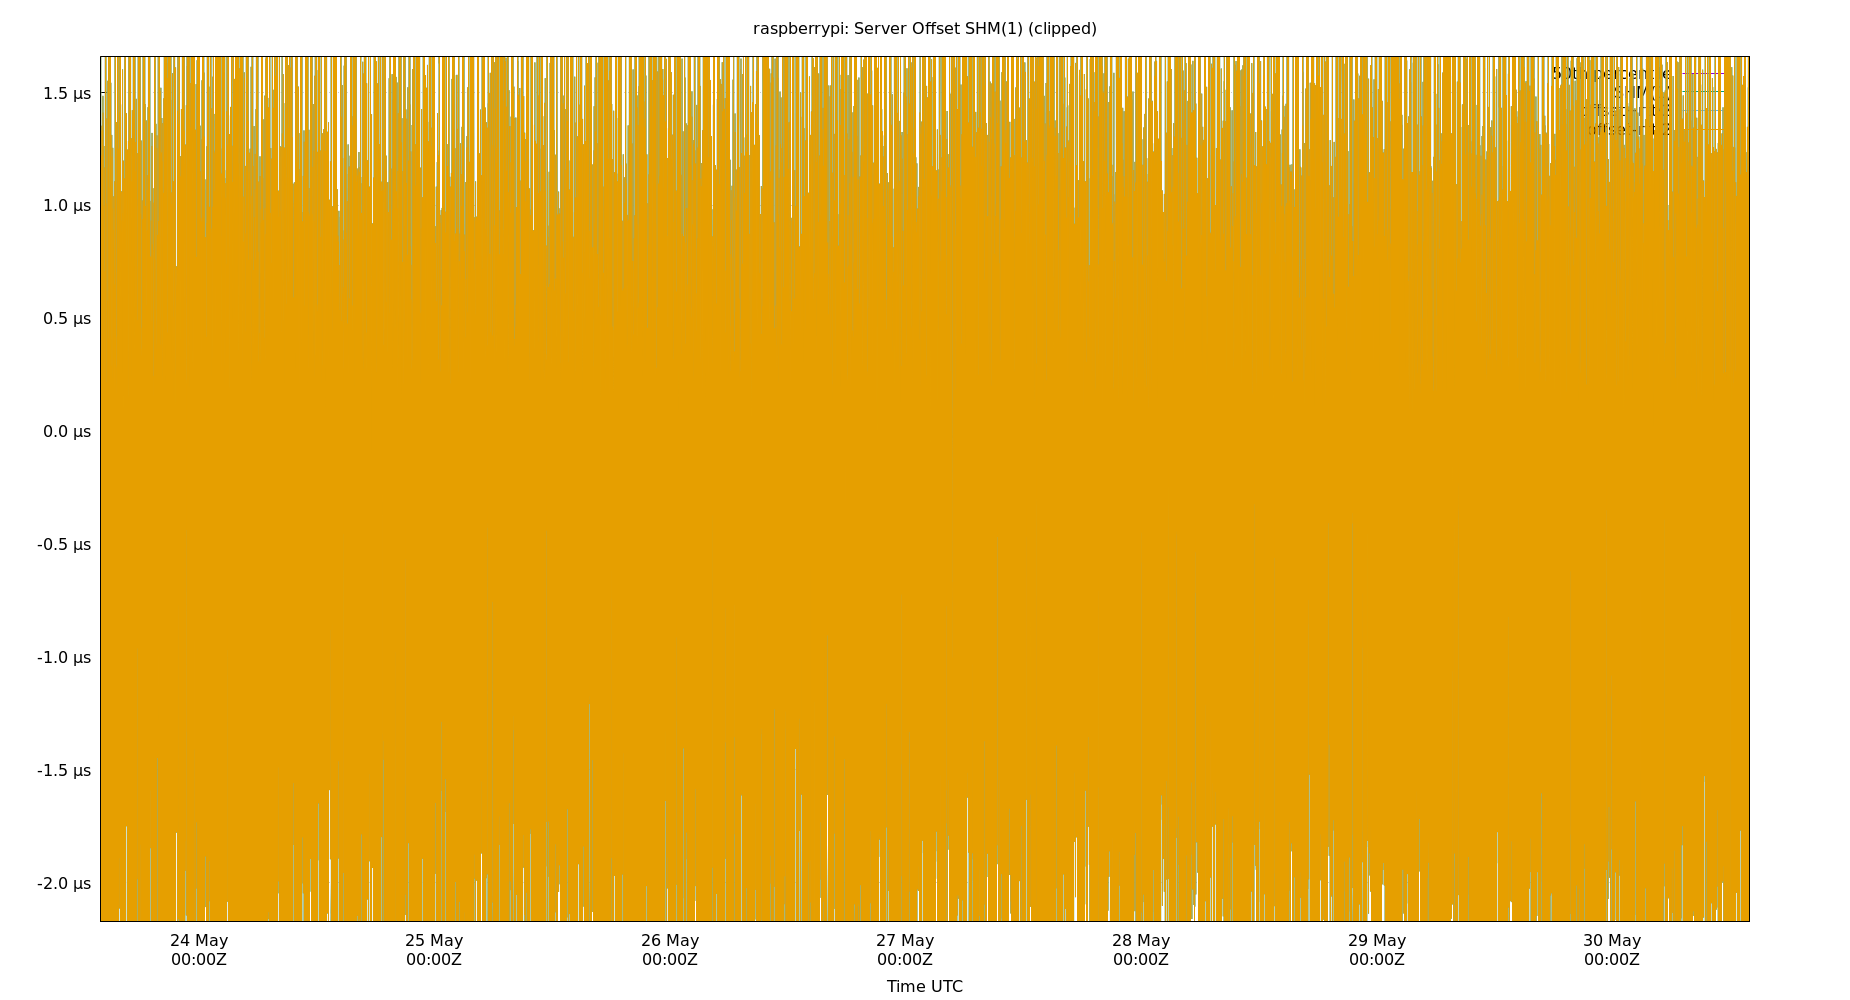 raspberrypi: Server Offset SHM(1) (clipped)
1.5 µs
1.0 µs
0.5 µs
0.0 µs
-0.5 µs
-1.0 µs
-1.5 µs
-2.0 µs
24 May 25 May 26 May 27 May 28 May 29 May 30 May
00:00Z 00:00Z 00:00Z 00:00Z 00:00Z 00:00Z 00:00Z
Time UTC